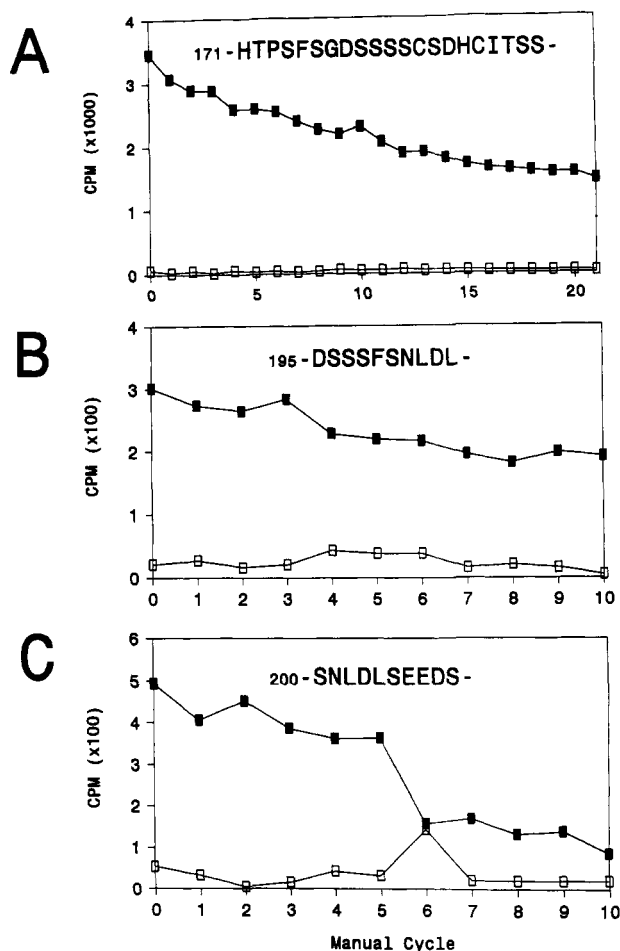 A
171-HTPSFSGDSSSSCSDHCITSS-
CPM (x1000)
4
3
2
1
0
0 5 10 15 20
B
195-DSSSFSNLDL-
CPM (x100)
4
3
2
1
0
0 1 2 3 4 5 6 7 8 9 10
C
200-SNLDLSEEDS-
CPM (x100)
6
5
4
3
2
1
0
0 1 2 3 4 5 6 7 8 9 10
Manual Cycle